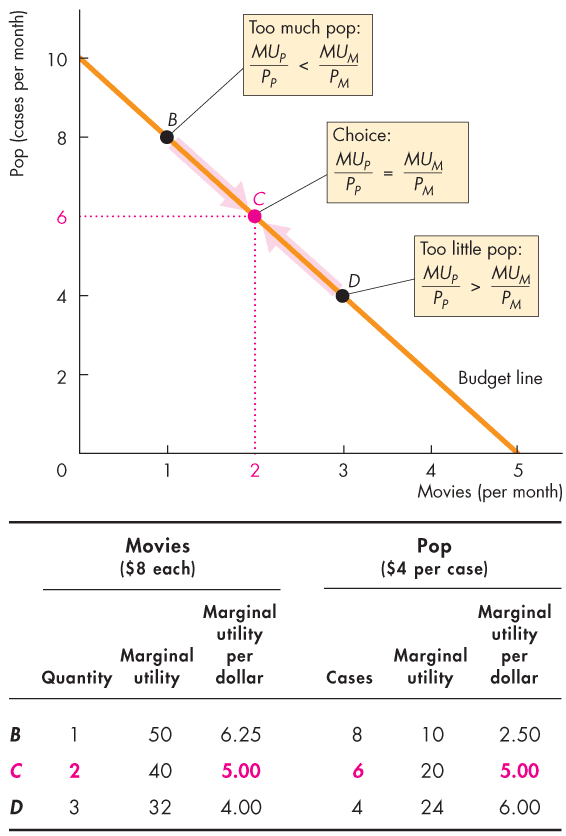 Pop (cases per month)
10
8
6
4
2
0
1
2
3
4
5
Movies (per month)
Too much pop:
MU_P / P_P < MU_M / P_M
B
Choice:
MU_P / P_P = MU_M / P_M
C
Too little pop:
MU_P / P_P > MU_M / P_M
D
Budget line
Movies Pop
($8 each) ($4 per case)
Marginal Marginal
utility utility
Marginal per Marginal per
Quantity utility dollar Cases utility dollar
B 1 50 6.25 8 10 2.50
C 2 40 5.00 6 20 5.00
D 3 32 4.00 4 24 6.00